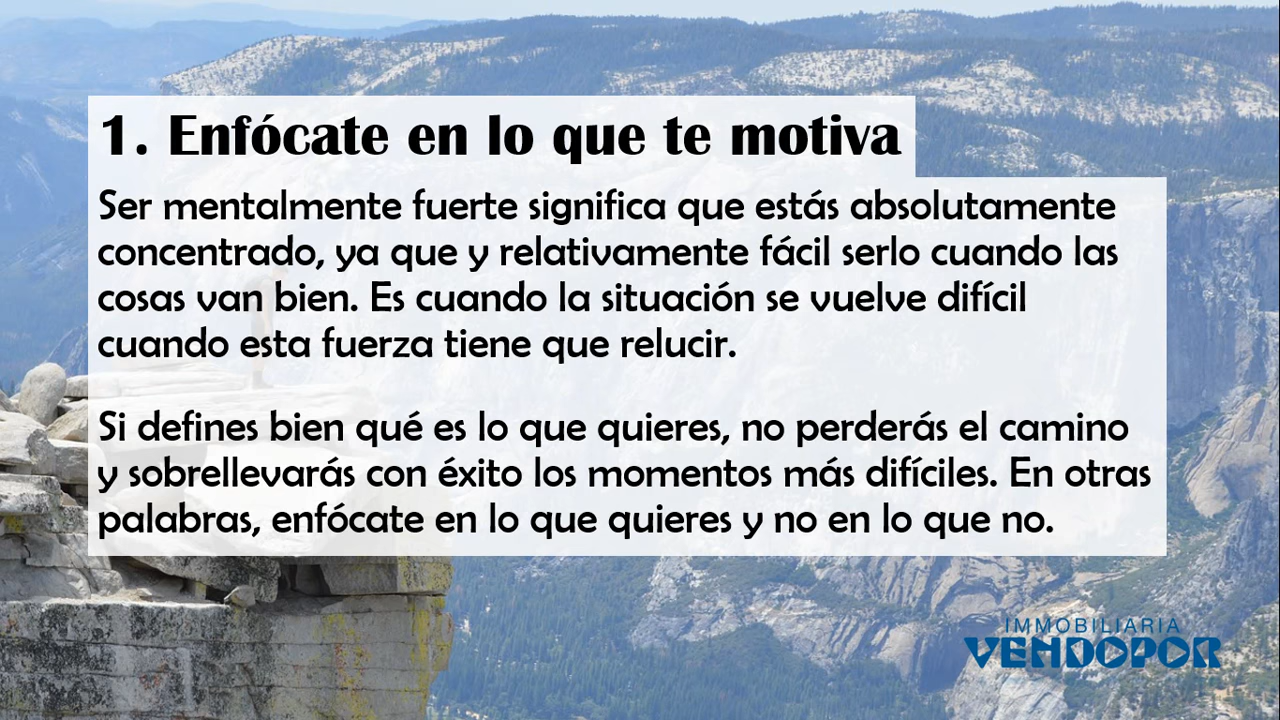 1. Enfócate en lo que te motiva
Ser mentalmente fuerte significa que estás absolutamente
concentrado, ya que y relativamente fácil serlo cuando las
cosas van bien. Es cuando la situación se vuelve difícil
cuando esta fuerza tiene que relucir.
Si defines bien qué es lo que quieres, no perderás el camino
y sobrellevarás con éxito los momentos más difíciles. En otras
palabras, enfócate en lo que quieres y no en lo que no.
IMMOBILIARIA
VENDOPOR